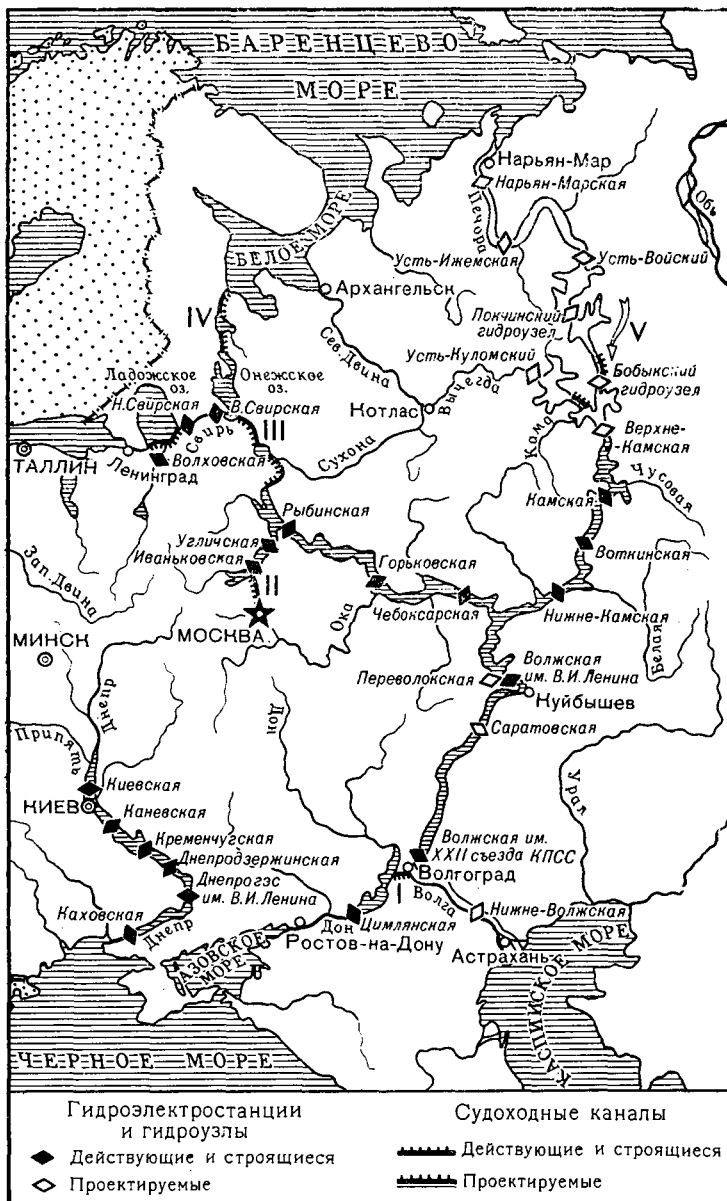 БАРЕНЦЕВО
МОРЕ
Нарьян-Мар
Нарьян-Марская
Печора
Обь
БЕЛОЕ МОРЕ
Усть-Ижемская
Усть-Войский
Архангельск
IV
Покчинский
гидроузел
V
Сев. Двина
Усть-Куломский
Ладожское
оз.
Онежское
оз.
Бобыкский
гидроузел
Н.Свирская
В.Свирская
Котлас
Вычегда
Свирь
III
Кама
Верхне-
Камская
ТАЛЛИН
Ленинград
Волховская
Сухона
Чусовая
Камская
Рыбинская
Угличская
Иваньковская
Воткинская
Зап. Двина
II
Горьковская
МОСКВА
Ока
Чебоксарская
Нижне-Камская
Белая
МИНСК
Днепр
Переволокская
Волжская
им. В.И.Ленина
Куйбышев
Дон
Припять
Саратовская
Киевская
КИЕВ
Урал
Каневская
Кременчугская
Днепродзержинская
Волжская им.
XXII съезда КПСС
Волгоград
Днепрогэс
им. В.И.Ленина
I
Волга
Каховская
Днепр
Дон
Цимлянская
Нижне-Волжская
Ростов-на-Дону
Астрахань
АЗОВСКОЕ
МОРЕ
КАСПИЙСКОЕ МОРЕ
ЧЕРНОЕ МОРЕ
Гидроэлектростанции
и гидроузлы
Действующие и строящиеся
Проектируемые
Судоходные каналы
Действующие и строящиеся
Проектируемые